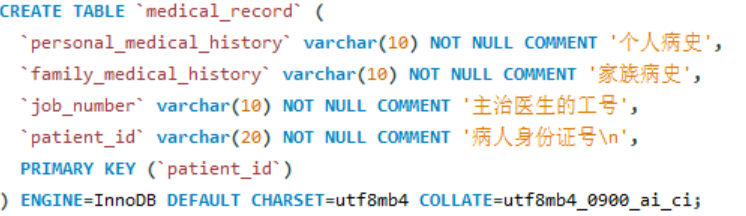 CREATE TABLE `medical_record` (
  `personal_medical_history` varchar(10) NOT NULL COMMENT '个人病史',
  `family_medical_history` varchar(10) NOT NULL COMMENT '家族病史',
  `job_number` varchar(10) NOT NULL COMMENT '主治医生的工号',
  `patient_id` varchar(20) NOT NULL COMMENT '病人身份证号\n',
  PRIMARY KEY (`patient_id`)
) ENGINE=InnoDB DEFAULT CHARSET=utf8mb4 COLLATE=utf8mb4_0900_ai_ci;